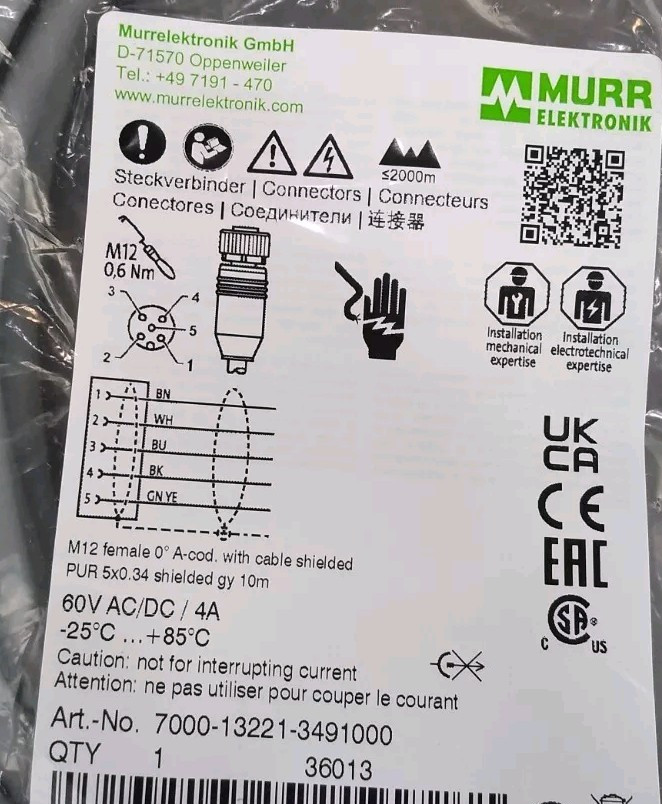 Murrelektronik GmbH
D-71570 Oppenweiler
Tel.: +49 7191 - 470
www.murrelektronik.com
MURR
ELEKTRONIK
≤2000m
Steckverbinder | Connectors | Connecteurs
Conectores | Соединители | 连接器
M12
0,6 Nm
3
4
5
2
1
Installation mechanical expertise
Installation electrotechnical expertise
1 BN
2 WH
3 BU
4 BK
5 GN YE
UK
CA
CE
EAC
M12 female 0° A-cod. with cable shielded
PUR 5x0.34 shielded gy 10m
60V AC/DC / 4A
-25°C ...+85°C
Caution: not for interrupting current
Attention: ne pas utiliser pour couper le courant
C SA® US
Art.-No. 7000-13221-3491000
QTY 1 36013